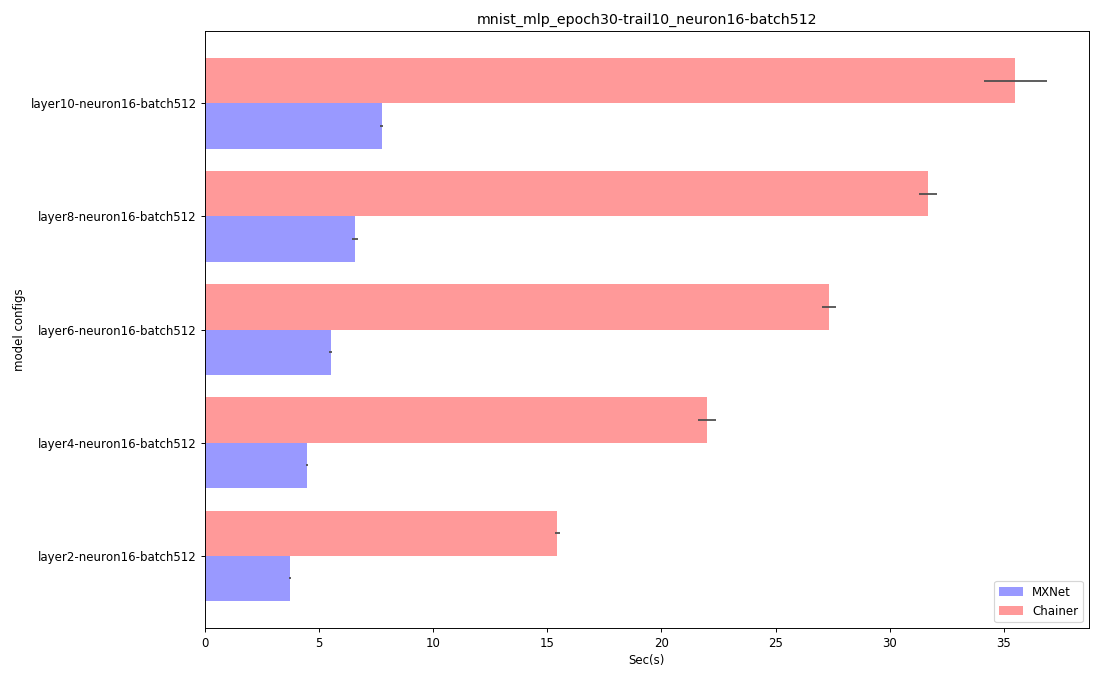 mnist_mlp_epoch30-trail10_neuron16-batch512
layer10-neuron16-batch512
layer8-neuron16-batch512
model configs
layer6-neuron16-batch512
layer4-neuron16-batch512
layer2-neuron16-batch512
MXNet
Chainer
0 5 10 15 20 25 30 35
Sec(s)